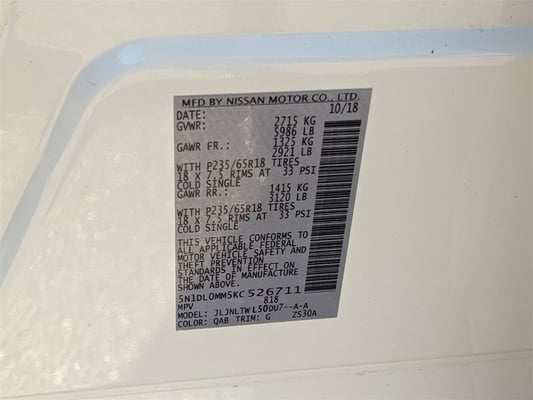 MFD BY NISSAN MOTOR CO., LTD.
DATE: 10/18
GVWR: 2715 KG
5986 LB
GAWR FR.: 1325 KG
2921 LB
WITH P235/65R18 TIRES
18 X 7.5 RIMS AT 33 PSI
COLD SINGLE
GAWR RR.: 1415 KG
3120 LB
WITH P235/65R18 TIRES
18 X 7.5 RIMS AT 33 PSI
COLD SINGLE
THIS VEHICLE CONFORMS TO
ALL APPLICABLE FEDERAL
MOTOR VEHICLE SAFETY AND
THEFT PREVENTION
STANDARDS IN EFFECT ON
THE DATE OF MANUFACTURE
SHOWN ABOVE.
5N1DL0MM5KC526711
MPV 818
MODEL: JLJNLTWL50DU7--A-A
COLOR: QAB TRIM: G ZS30A